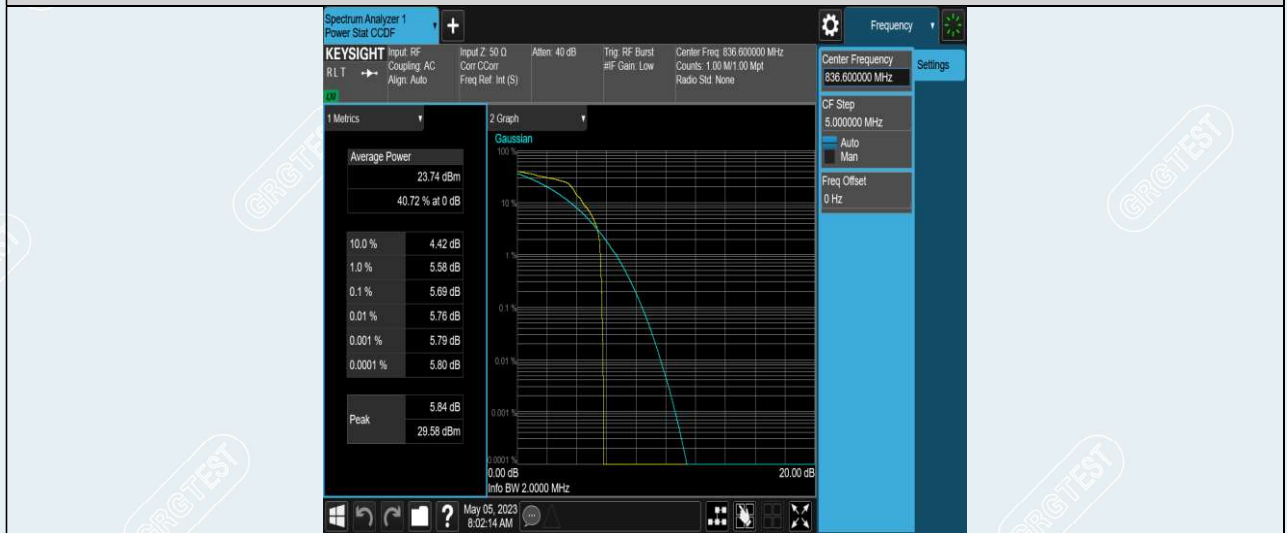 Spectrum Analyzer 1
Power Stat CCDF
+
Frequency
KEYSIGHT
R L T
Input: RF
Coupling: AC
Align: Auto
Input Z: 50 Ω
Corr CCorr
Freq Ref: Int (S)
Atten: 40 dB
Trig: RF Burst
#IF Gain: Low
Center Freq: 836.600000 MHz
Counts: 1.00 M/1.00 Mpt
Radio Std: None
Center Frequency
836.600000 MHz
Settings
CF Step
5.000000 MHz
Auto
Man
Freq Offset
0 Hz
1 Metrics
Average Power
23.74 dBm
40.72 % at 0 dB
10.0 % 4.42 dB
1.0 % 5.58 dB
0.1 % 5.69 dB
0.01 % 5.76 dB
0.001 % 5.79 dB
0.0001 % 5.80 dB
Peak
5.84 dB
29.58 dBm
2 Graph
Gaussian
100 %
10 %
1 %
0.1 %
0.01 %
0.001 %
0.0001 %
0.00 dB
20.00 dB
Info BW 2.0000 MHz
?
May 05, 2023
8:02:14 AM
GRGTEST
GRGTEST
GRGTEST
GRGTEST